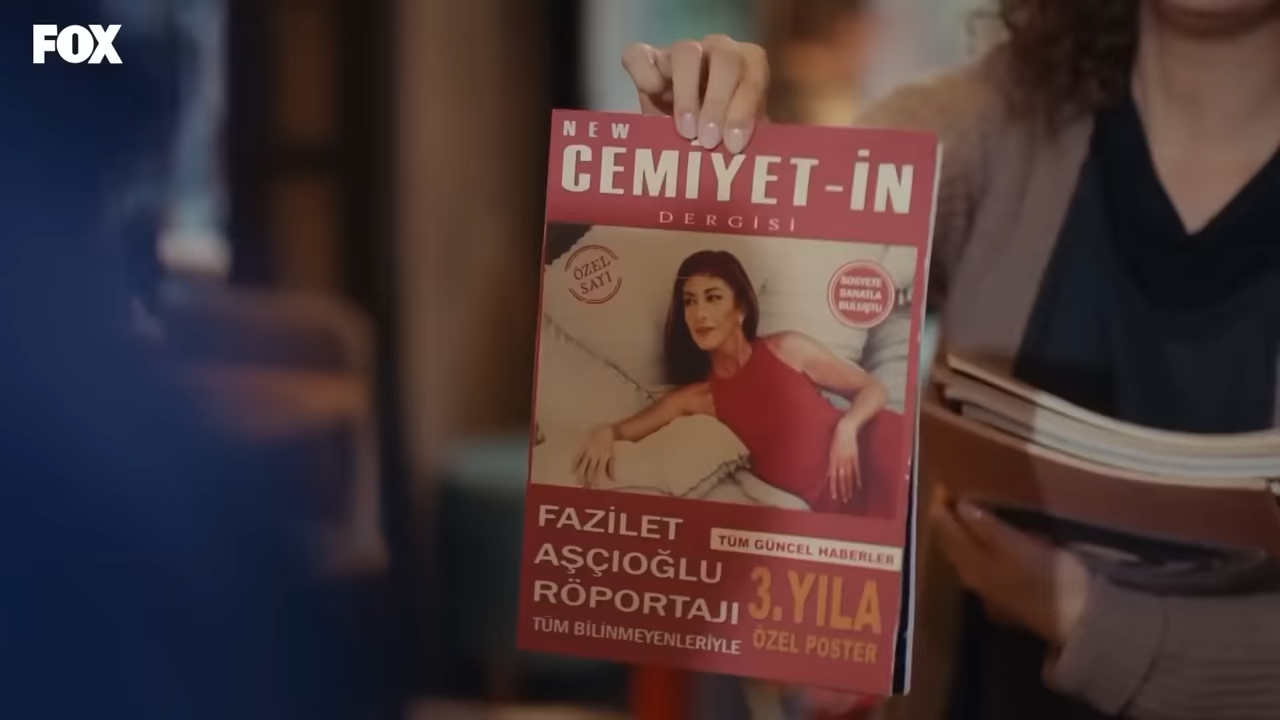 FOX
NEW
CEMİYET-İN
DERGİSİ
ÖZEL
SAYI
SOSYETE
SANATLA
BULUŞTU
FAZİLET
AŞÇIOĞLU
RÖPORTAJI
TÜM BİLİNMEYENLERİYLE
TÜM GÜNCEL HABERLER
3.YILA
ÖZEL POSTER